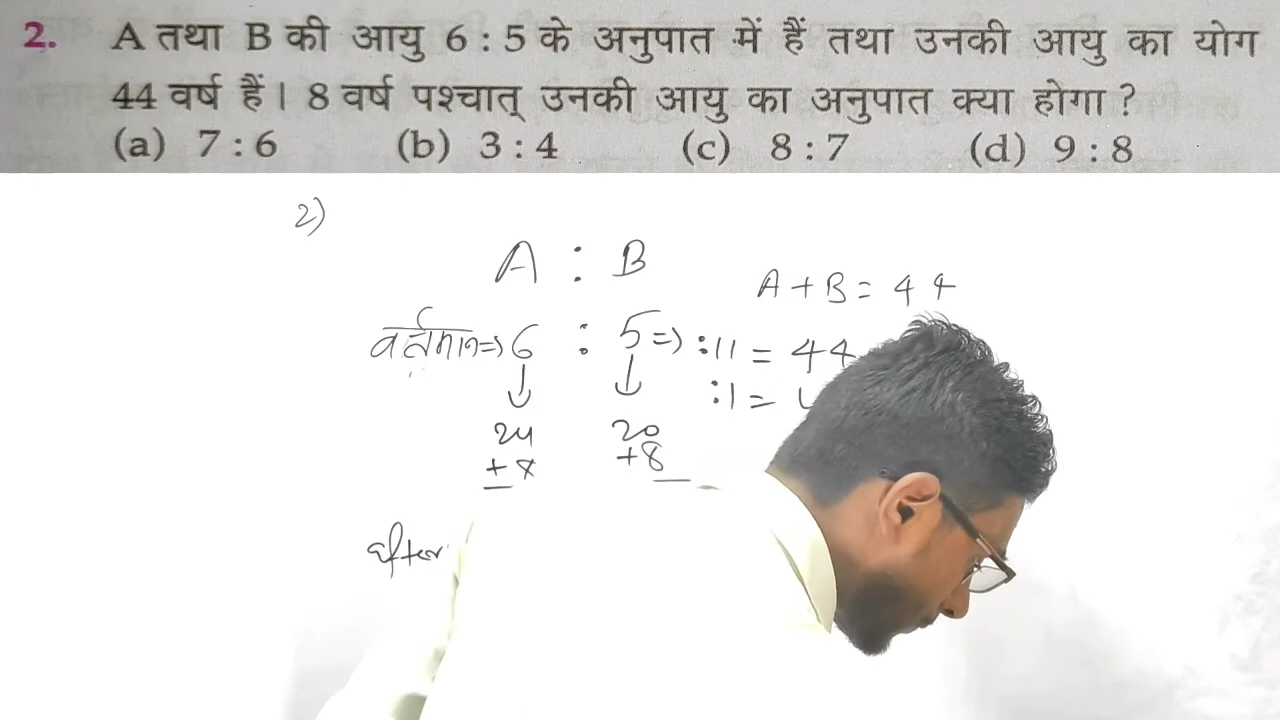 2. A तथा B की आयु 6 : 5 के अनुपात में हैं तथा उनकी आयु का योग
44 वर्ष हैं। 8 वर्ष पश्चात् उनकी आयु का अनुपात क्या होगा ?
(a) 7 : 6 (b) 3 : 4 (c) 8 : 7 (d) 9 : 8
2)
A : B
A + B = 44
वर्तमान => 6 : 5 => : 11 = 44
: 1 =
24 20
+8 +8
after